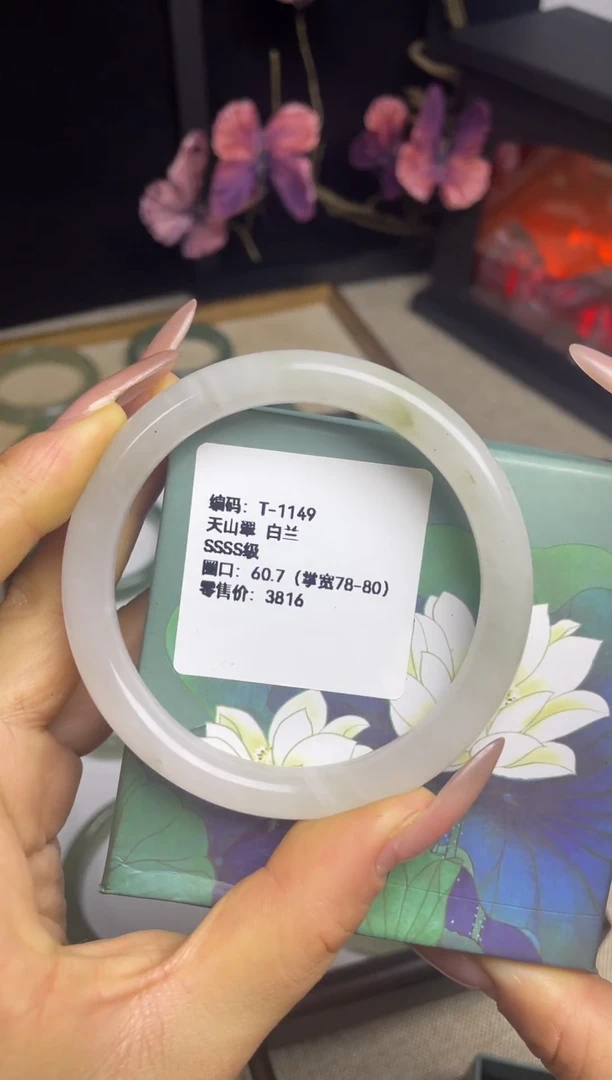 编码：T-1149
天山翠 白兰
SSSS级
圈口：60.7（掌宽78-80）
零售价：3816